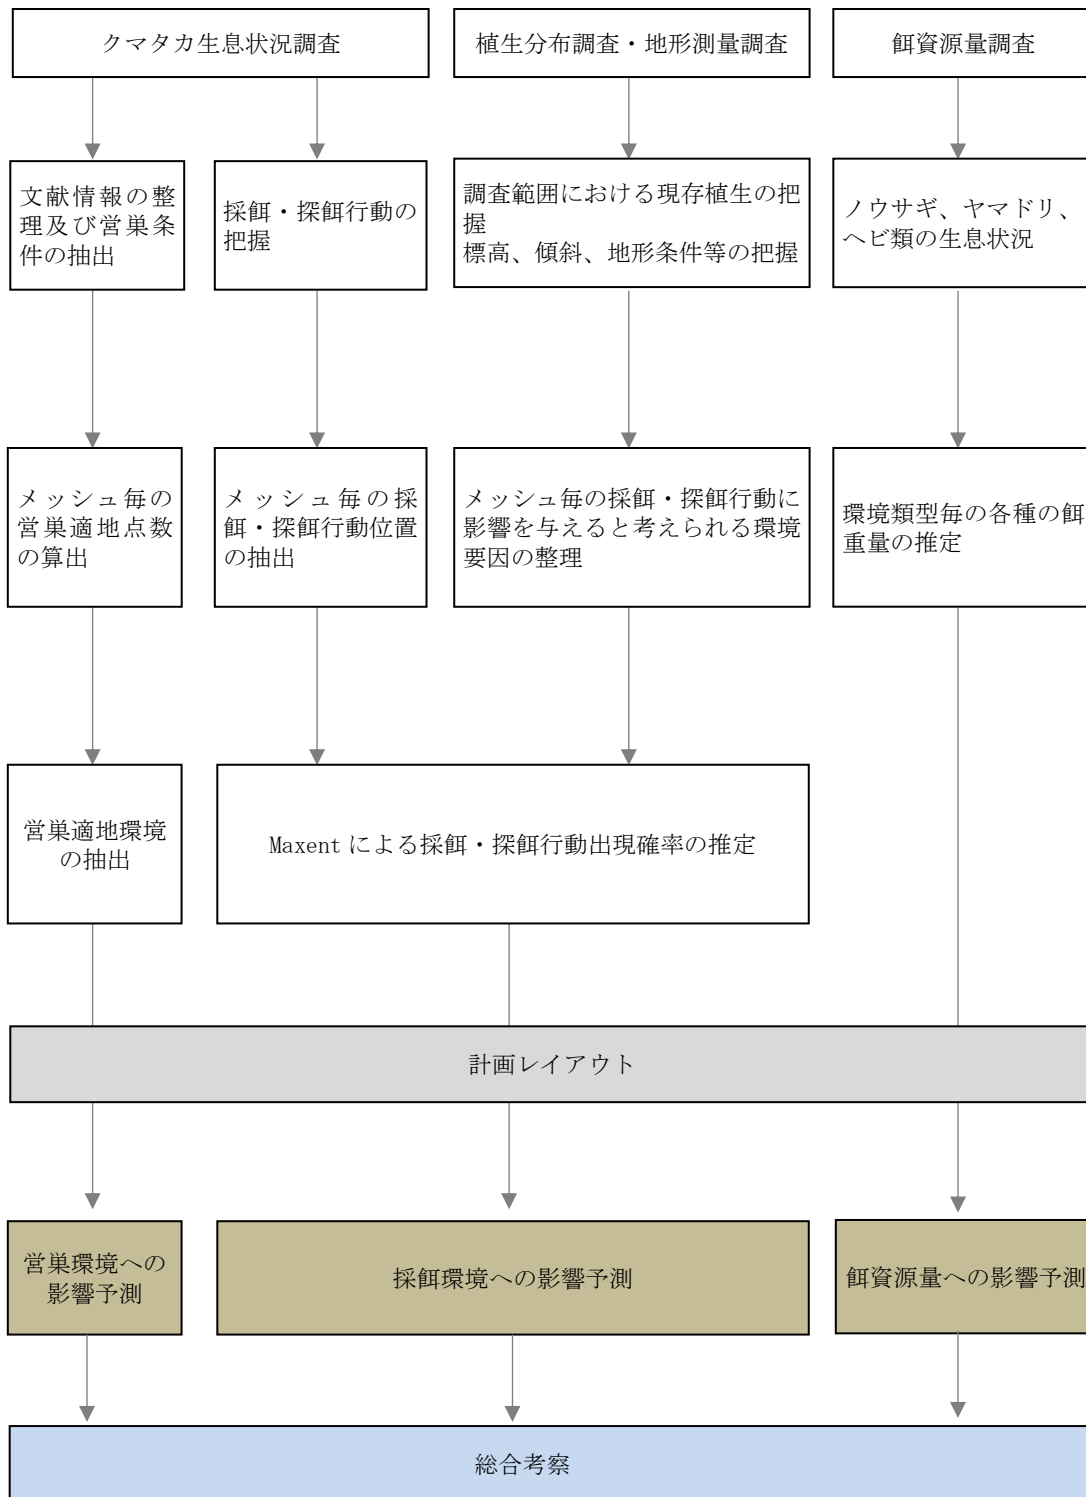 クマタカ生息状況調査
植生分布調査・地形測量調査
餌資源量調査
文献情報の整
理及び営巣条
件の抽出
採餌・探餌行動の
把握
調査範囲における現存植生の把
握
標高、傾斜、地形条件等の把握
ノウサギ、ヤマドリ、
ヘビ類の生息状況
メッシュ毎の
営巣適地点数
の算出
メッシュ毎の採
餌・探餌行動位置
の抽出
メッシュ毎の採餌・探餌行動に
影響を与えると考えられる環境
要因の整理
環境類型毎の各種の餌
重量の推定
営巣適地環境
の抽出
Maxent による採餌・探餌行動出現確率の推定
計画レイアウト
営巣環境への
影響予測
採餌環境への影響予測
餌資源量への影響予測
総合考察